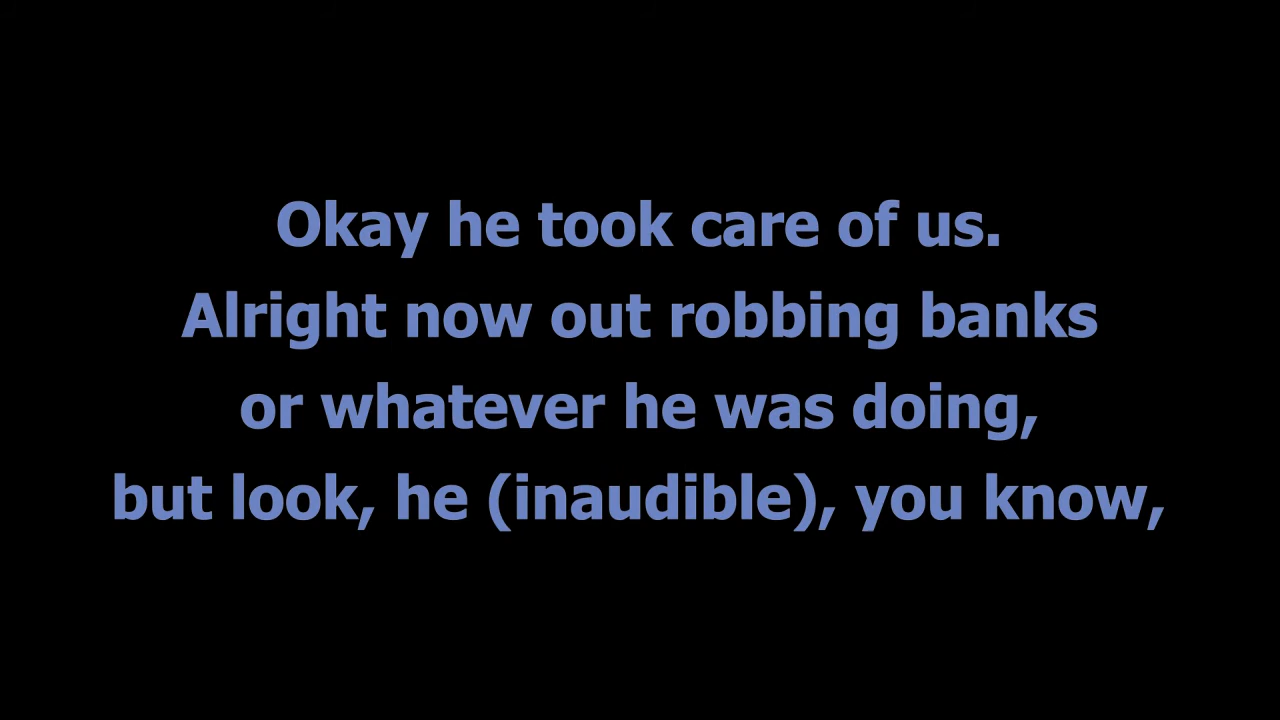 Okay he took care of us.
Alright now out robbing banks
or whatever he was doing,
but look, he (inaudible), you know,